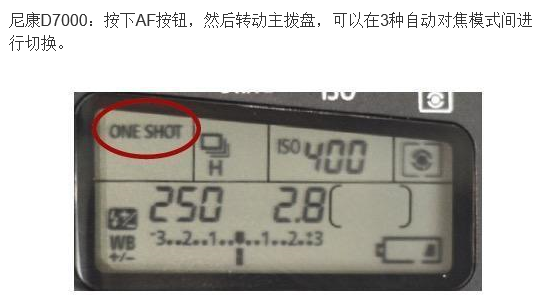 尼康D7000：按下AF按钮，然后转动主拨盘，可以在3种自动对焦模式间进
行切换。
ISO
ONE SHOT
H
ISO 400
250 2.8
WB
+/−
-3..2..1..0..1..2.:3